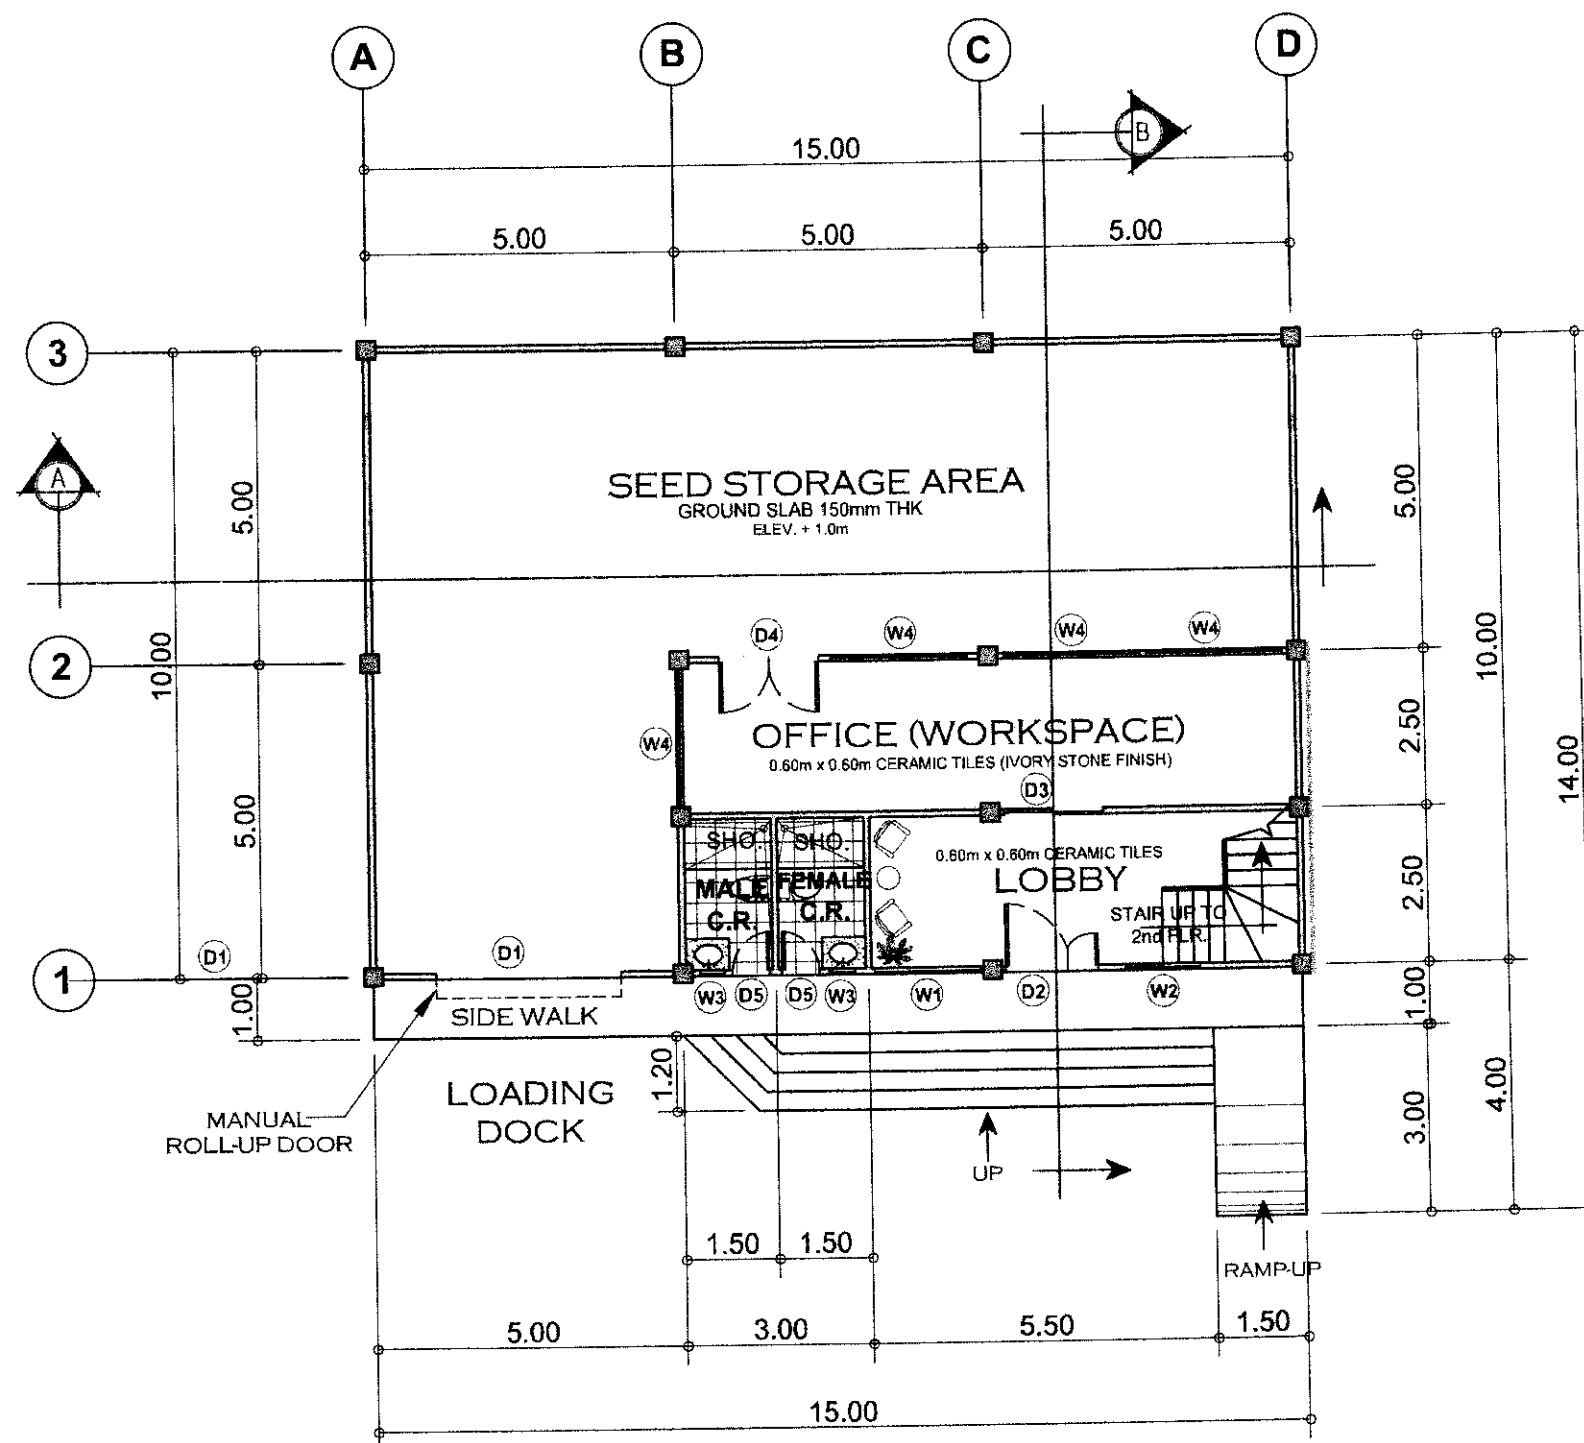 A
B
C
D
B
15.00
5.00
5.00
5.00
3
A
5.00
10.00
SEED STORAGE AREA
GROUND SLAB 150mm THK
ELEV. + 1.0m
5.00
10.00
14.00
2
D4
W4
W4
W4
W4
OFFICE (WORKSPACE)
0.60m x 0.60m CERAMIC TILES (IVORY STONE FINISH)
2.50
D3
5.00
SHO.
SHO.
MALE
C.R.
FEMALE
C.R.
0.60m x 0.60m CERAMIC TILES
LOBBY
STAIR UP TO
2nd FLR.
2.50
1
D1
D1
W3
D5
D5
W3
W1
D2
W2
1.00
1.00
SIDE WALK
1.20
LOADING
DOCK
MANUAL
ROLL-UP DOOR
UP
3.00
4.00
RAMP-UP
1.50
1.50
5.00
3.00
5.50
1.50
15.00